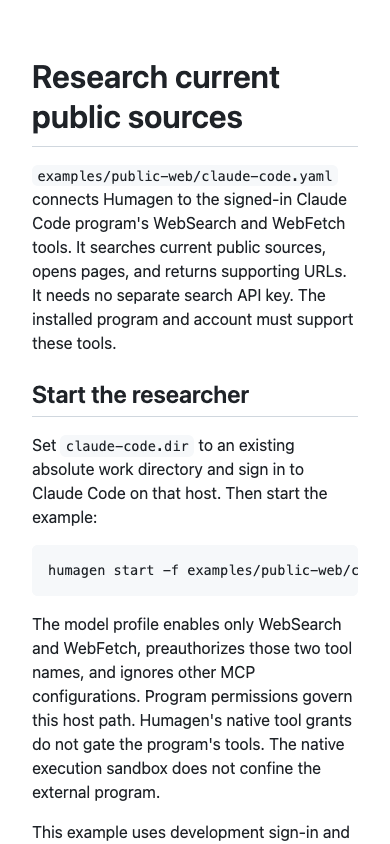 Research current
public sources
examples/public-web/claude-code.yaml
connects Humagen to the signed-in Claude
Code program's WebSearch and WebFetch
tools. It searches current public sources,
opens pages, and returns supporting URLs.
It needs no separate search API key. The
installed program and account must support
these tools.
Start the researcher
Set claude-code.dir to an existing
absolute work directory and sign in to
Claude Code on that host. Then start the
example:
humagen start -f examples/public-web/c
The model profile enables only WebSearch
and WebFetch, preauthorizes those two tool
names, and ignores other MCP
configurations. Program permissions govern
this host path. Humagen's native tool grants
do not gate the program's tools. The native
execution sandbox does not confine the
external program.
This example uses development sign-in and